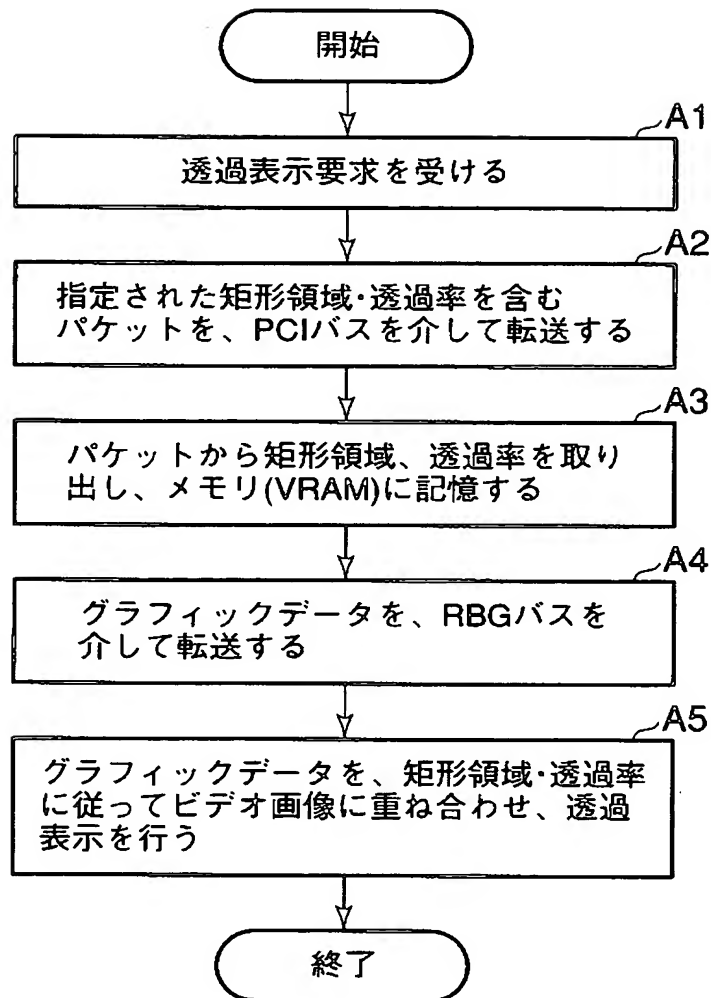 開始
A1
透過表示要求を受ける
A2
指定された矩形領域・透過率を含む
パケットを、PCIバスを介して転送する
A3
パケットから矩形領域、透過率を取り
出し、メモリ(VRAM)に記憶する
A4
グラフィックデータを、RBGバスを
介して転送する
A5
グラフィックデータを、矩形領域・透過率
に従ってビデオ画像に重ね合わせ、透過
表示を行う
終了